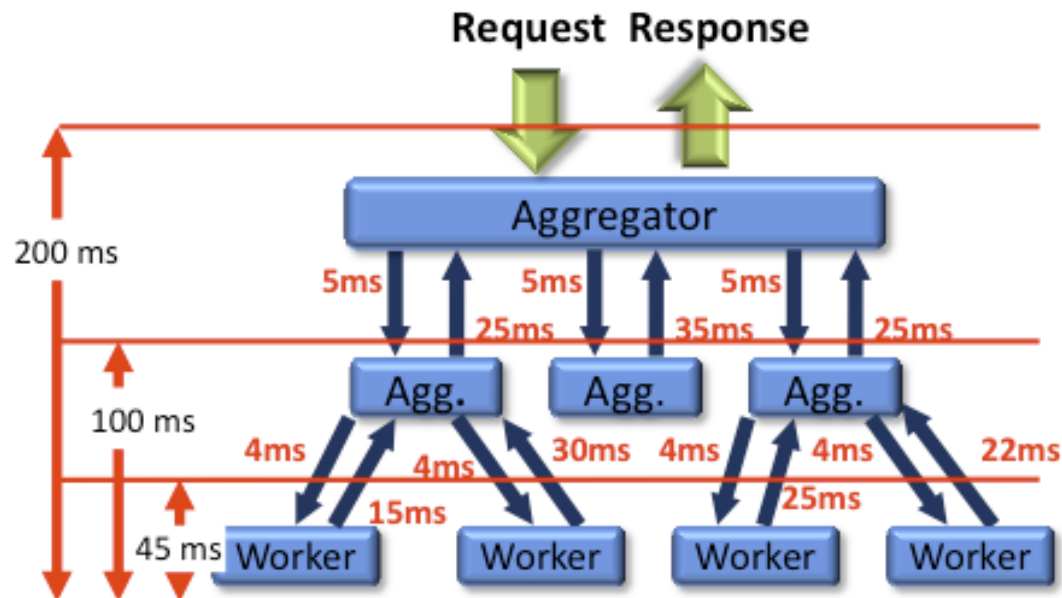 Request Response
200 ms
Aggregator
5ms 5ms 5ms
25ms 35ms 25ms
100 ms
Agg. Agg. Agg.
4ms 4ms 30ms 4ms 4ms 22ms
15ms 25ms
45 ms
Worker Worker Worker Worker